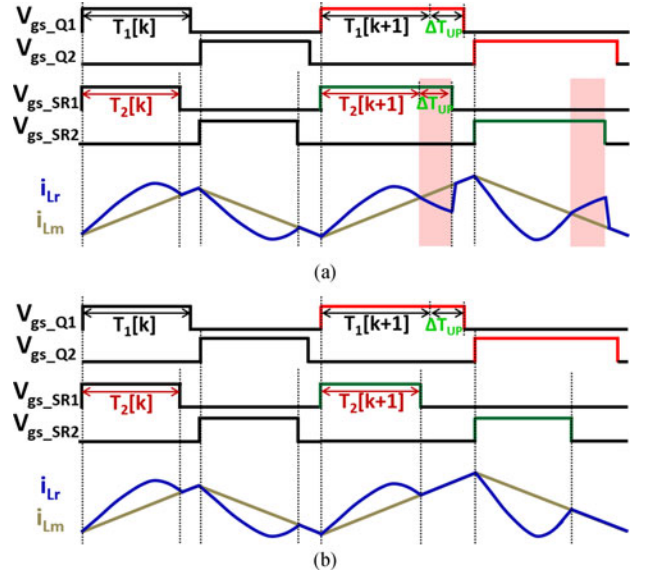 Vgs_Q1 T1[k] T1[k+1] ΔTUP
Vgs_Q2
Vgs_SR1 T2[k] T2[k+1] ΔTUP
Vgs_SR2
iLr
iLm
(a)
Vgs_Q1 T1[k] T1[k+1] ΔTUP
Vgs_Q2
Vgs_SR1 T2[k] T2[k+1]
Vgs_SR2
iLr
iLm
(b)